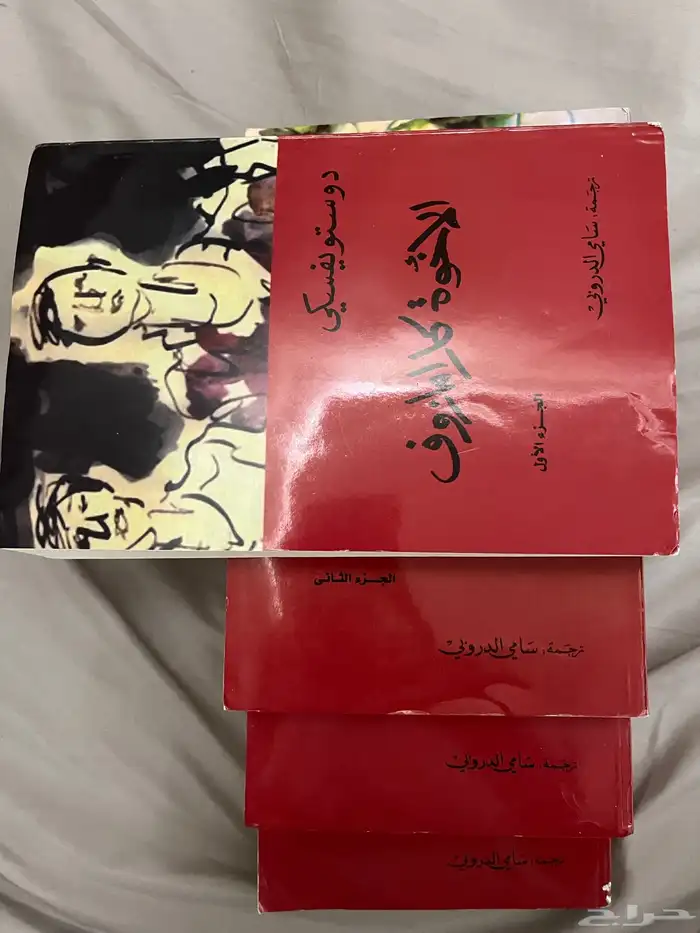 دوستويفسكي
الأخوة كارامازوف
الجزء الأول
ترجمة: سامي الدروبي
الجزء الثاني
ترجمة: سامي الدروبي
ترجمة: سامي الدروبي
ترجمة: سامي الدروبي
حراج